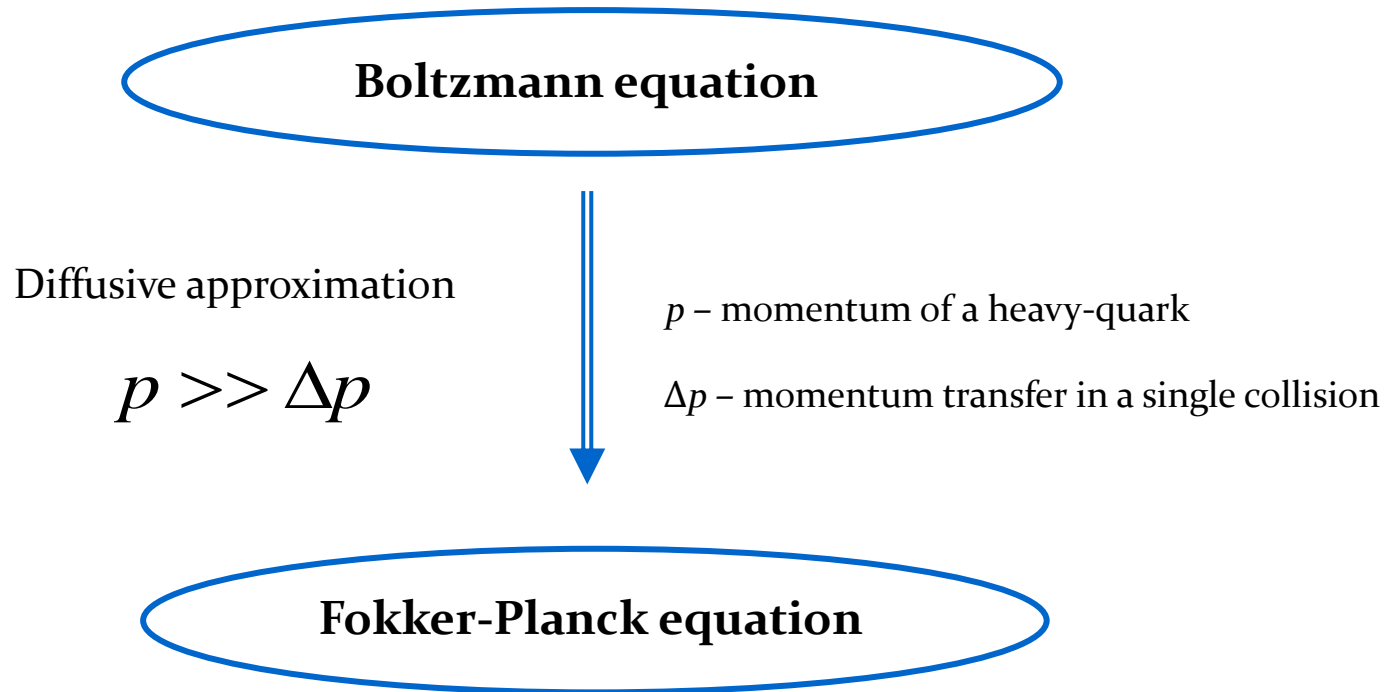 Boltzmann equation
Diffusive approximation
p >> Δp
p – momentum of a heavy-quark
Δp – momentum transfer in a single collision
Fokker-Planck equation